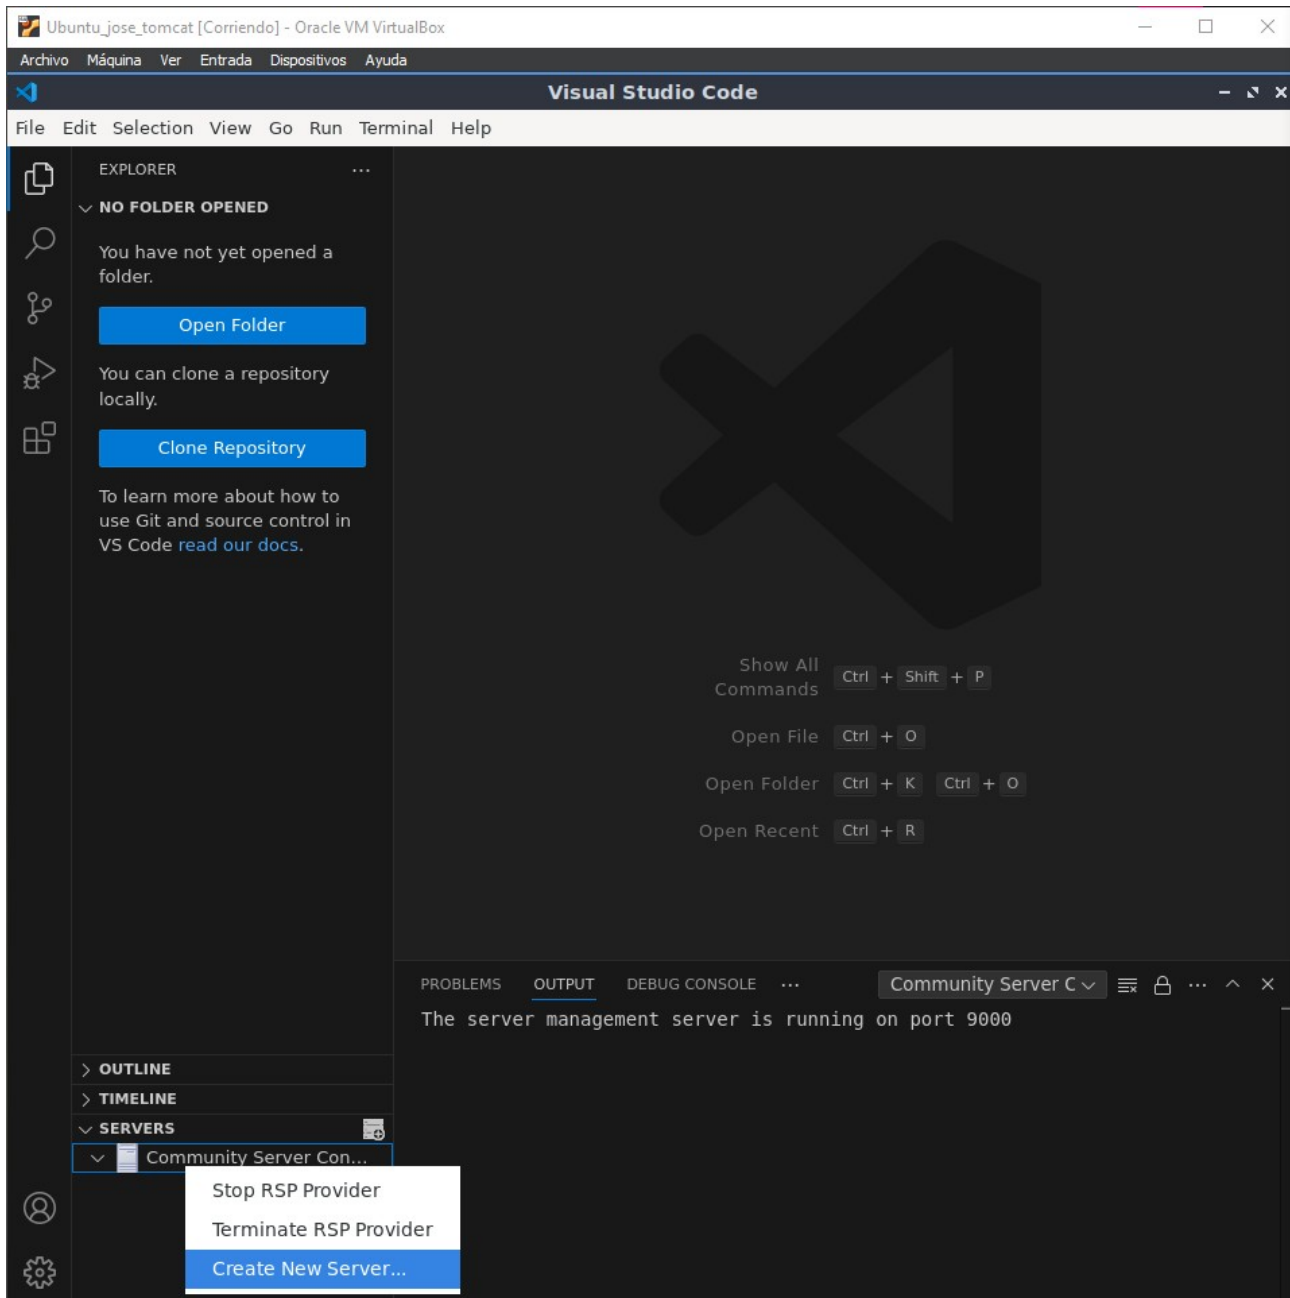 Ubuntu_jose_tomcat [Corriendo] - Oracle VM VirtualBox
Archivo Máquina Ver Entrada Dispositivos Ayuda
Visual Studio Code
File Edit Selection View Go Run Terminal Help
EXPLORER
NO FOLDER OPENED
You have not yet opened a
folder.
Open Folder
You can clone a repository
locally.
Clone Repository
To learn more about how to
use Git and source control in
VS Code read our docs.
Show All
Commands
Ctrl + Shift + P
Open File Ctrl + O
Open Folder Ctrl + K Ctrl + O
Open Recent Ctrl + R
PROBLEMS OUTPUT DEBUG CONSOLE ... Community Server C
The server management server is running on port 9000
OUTLINE
TIMELINE
SERVERS
Community Server Con...
Stop RSP Provider
Terminate RSP Provider
Create New Server...